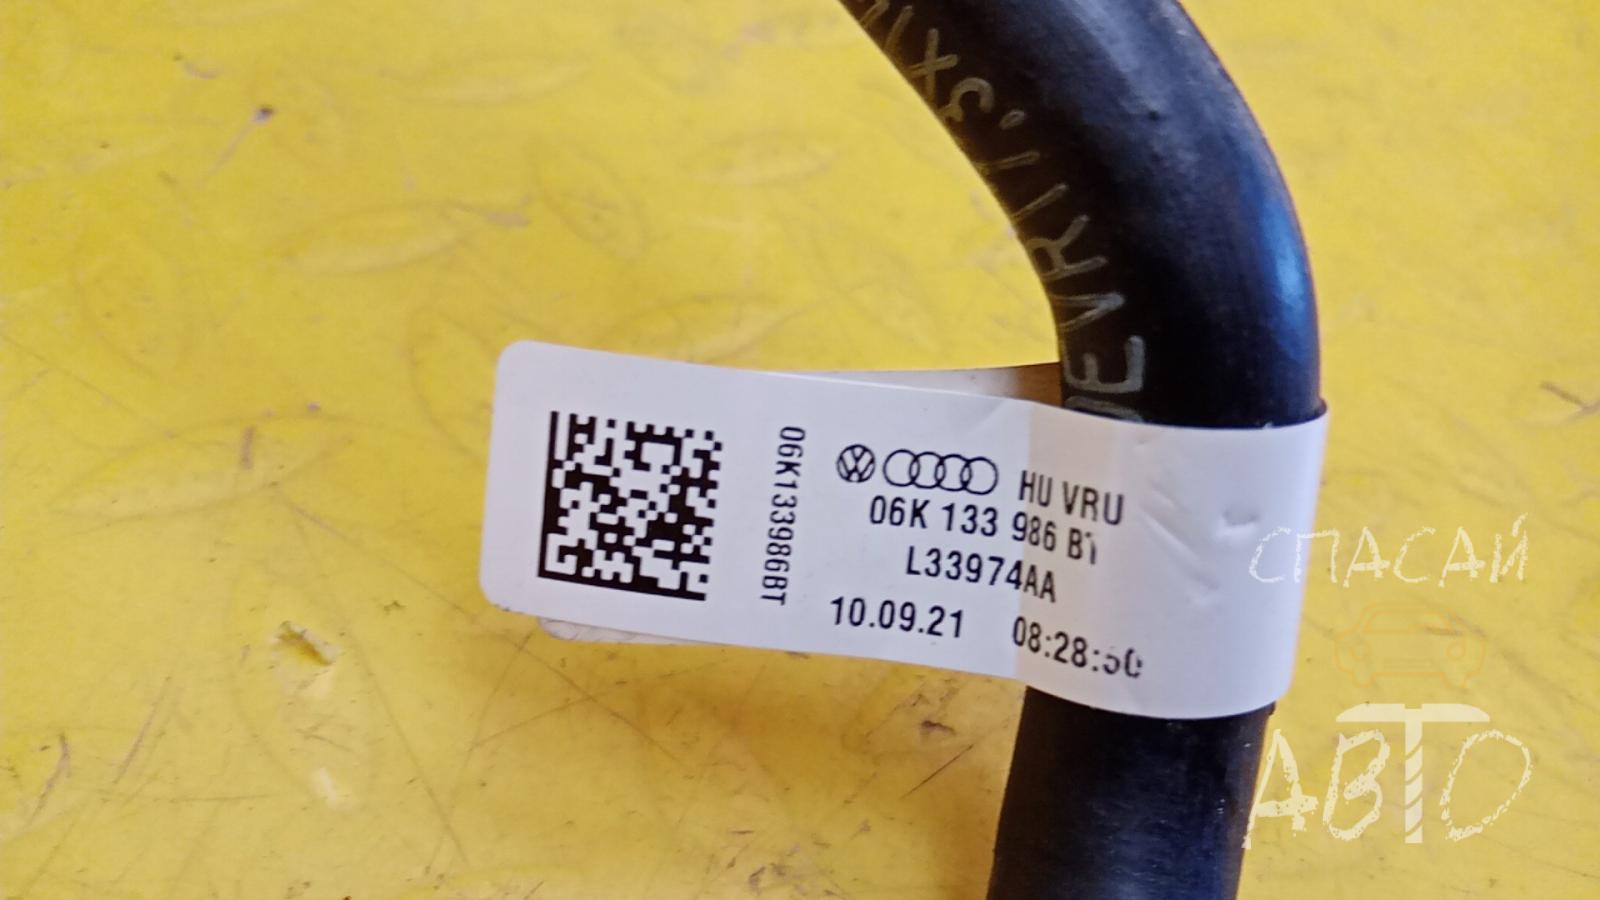 06K133986BT
HU VRU
06K 133 986 BT
L33974AA
10.09.21 08:28:50
СПАСАЙ
АВТО